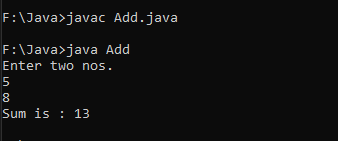 F:\Java>javac Add.java
F:\Java>java Add
Enter two nos.
5
8
Sum is : 13